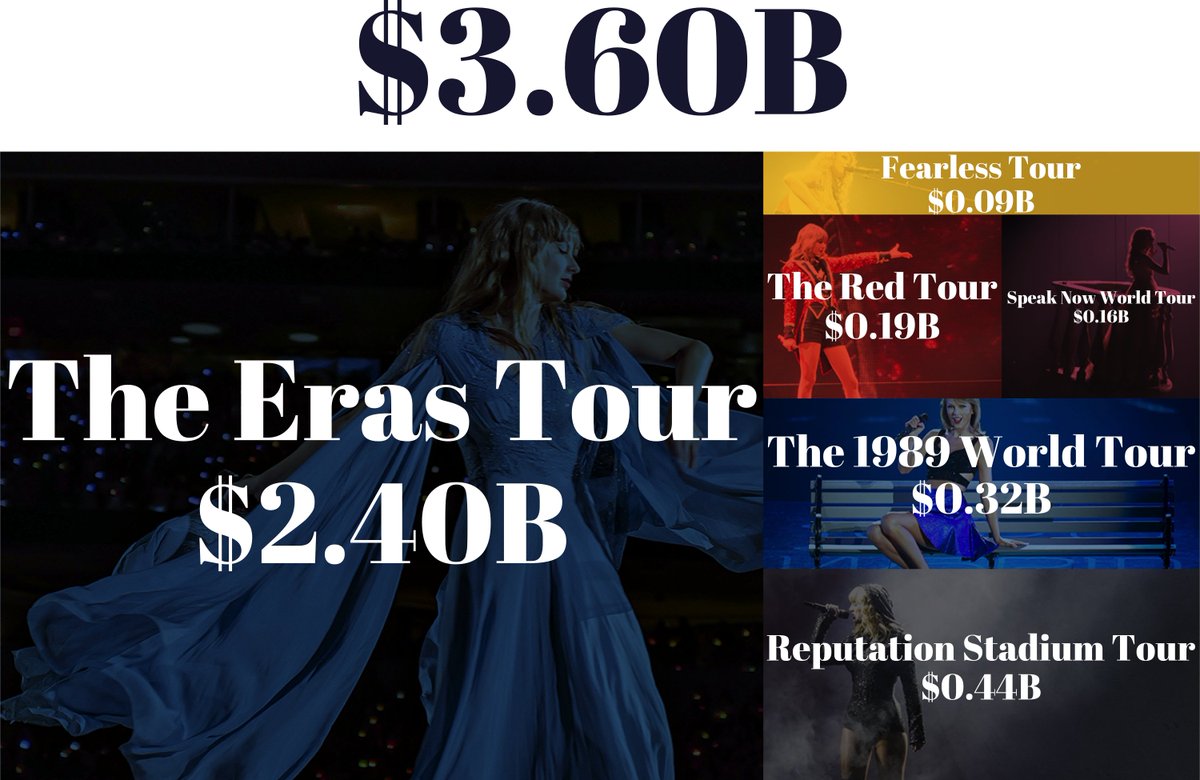 $3.60B
The Eras Tour
$2.40B
Fearless Tour
$0.09B
The Red Tour
$0.19B
Speak Now World Tour
$0.16B
The 1989 World Tour
$0.32B
Reputation Stadium Tour
$0.44B